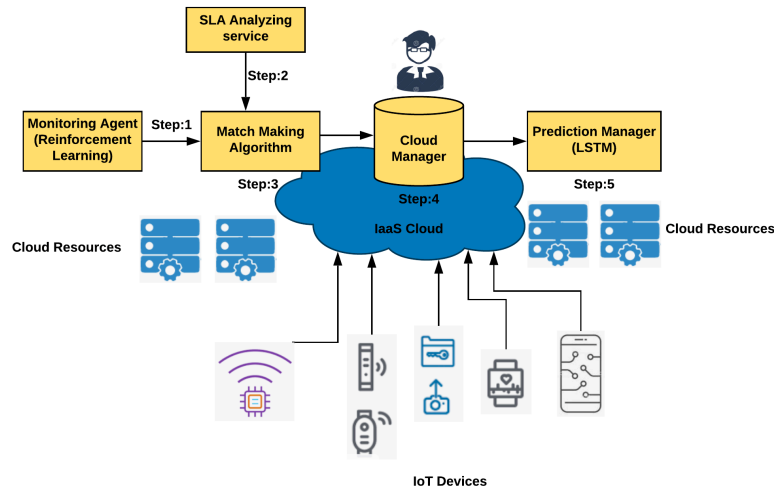 SLA Analyzing
service
Step:2
Monitoring Agent
(Reinforcement
Learning)
Step:1
Match Making
Algorithm
Step:3
Cloud
Manager
Step:4
IaaS Cloud
Prediction Manager
(LSTM)
Step:5
Cloud Resources
Cloud Resources
IoT Devices